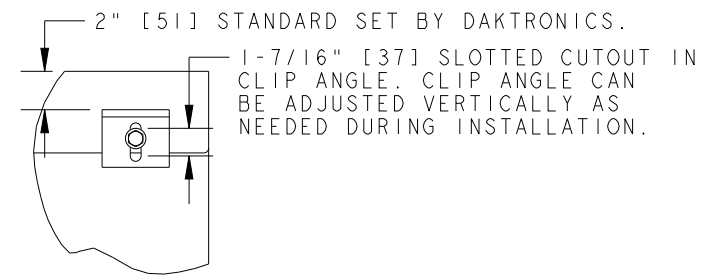 2" [51] STANDARD SET BY DAKTRONICS.
1-7/16" [37] SLOTTED CUTOUT IN
CLIP ANGLE. CLIP ANGLE CAN
BE ADJUSTED VERTICALLY AS
NEEDED DURING INSTALLATION.